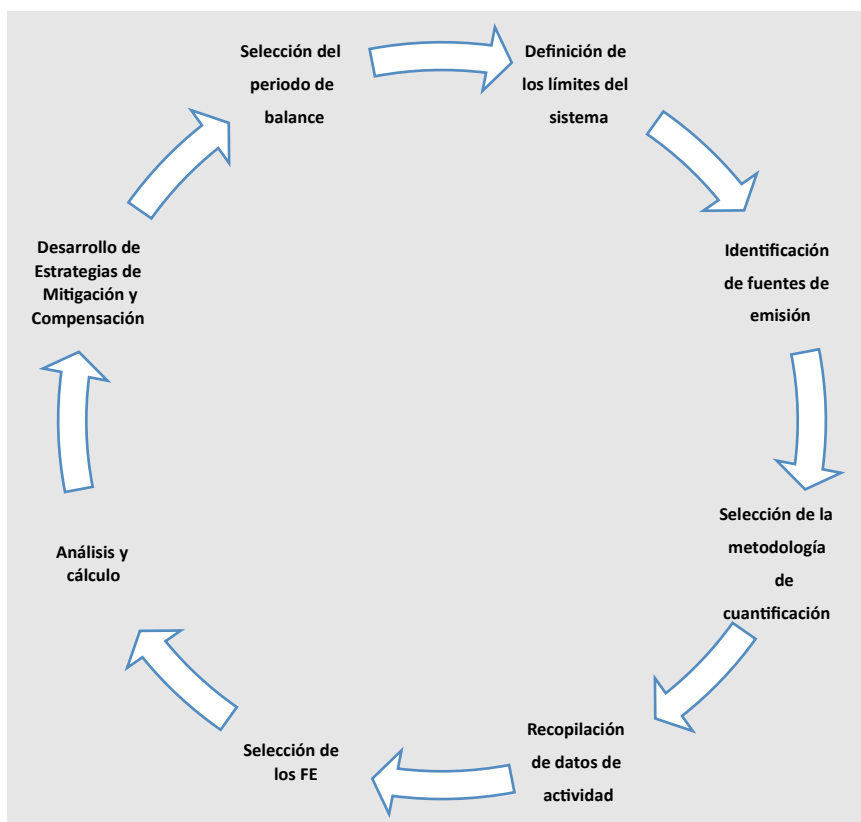 Selección del
periodo de
balance
Definición de
los límites del
sistema
Identificación
de fuentes de
emisión
Selección de la
metodología
de
cuantificación
Recopilación
de datos de
actividad
Selección de
los FE
Análisis y
cálculo
Desarrollo de
Estrategias de
Mitigación y
Compensación